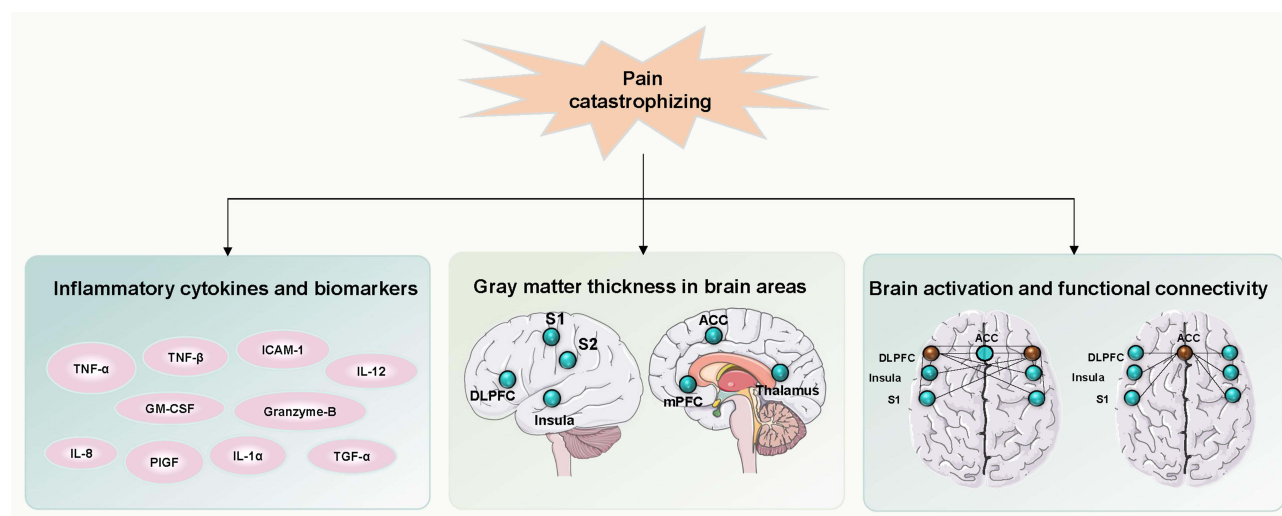 Pain
catastrophizing
Inflammatory cytokines and biomarkers
TNF-α
TNF-β
ICAM-1
IL-12
GM-CSF
Granzyme-B
IL-8
PIGF
IL-1α
TGF-α
Gray matter thickness in brain areas
S1
S2
DLPFC
Insula
ACC
mPFC
Thalamus
Brain activation and functional connectivity
ACC
DLPFC
Insula
S1
ACC
DLPFC
Insula
S1